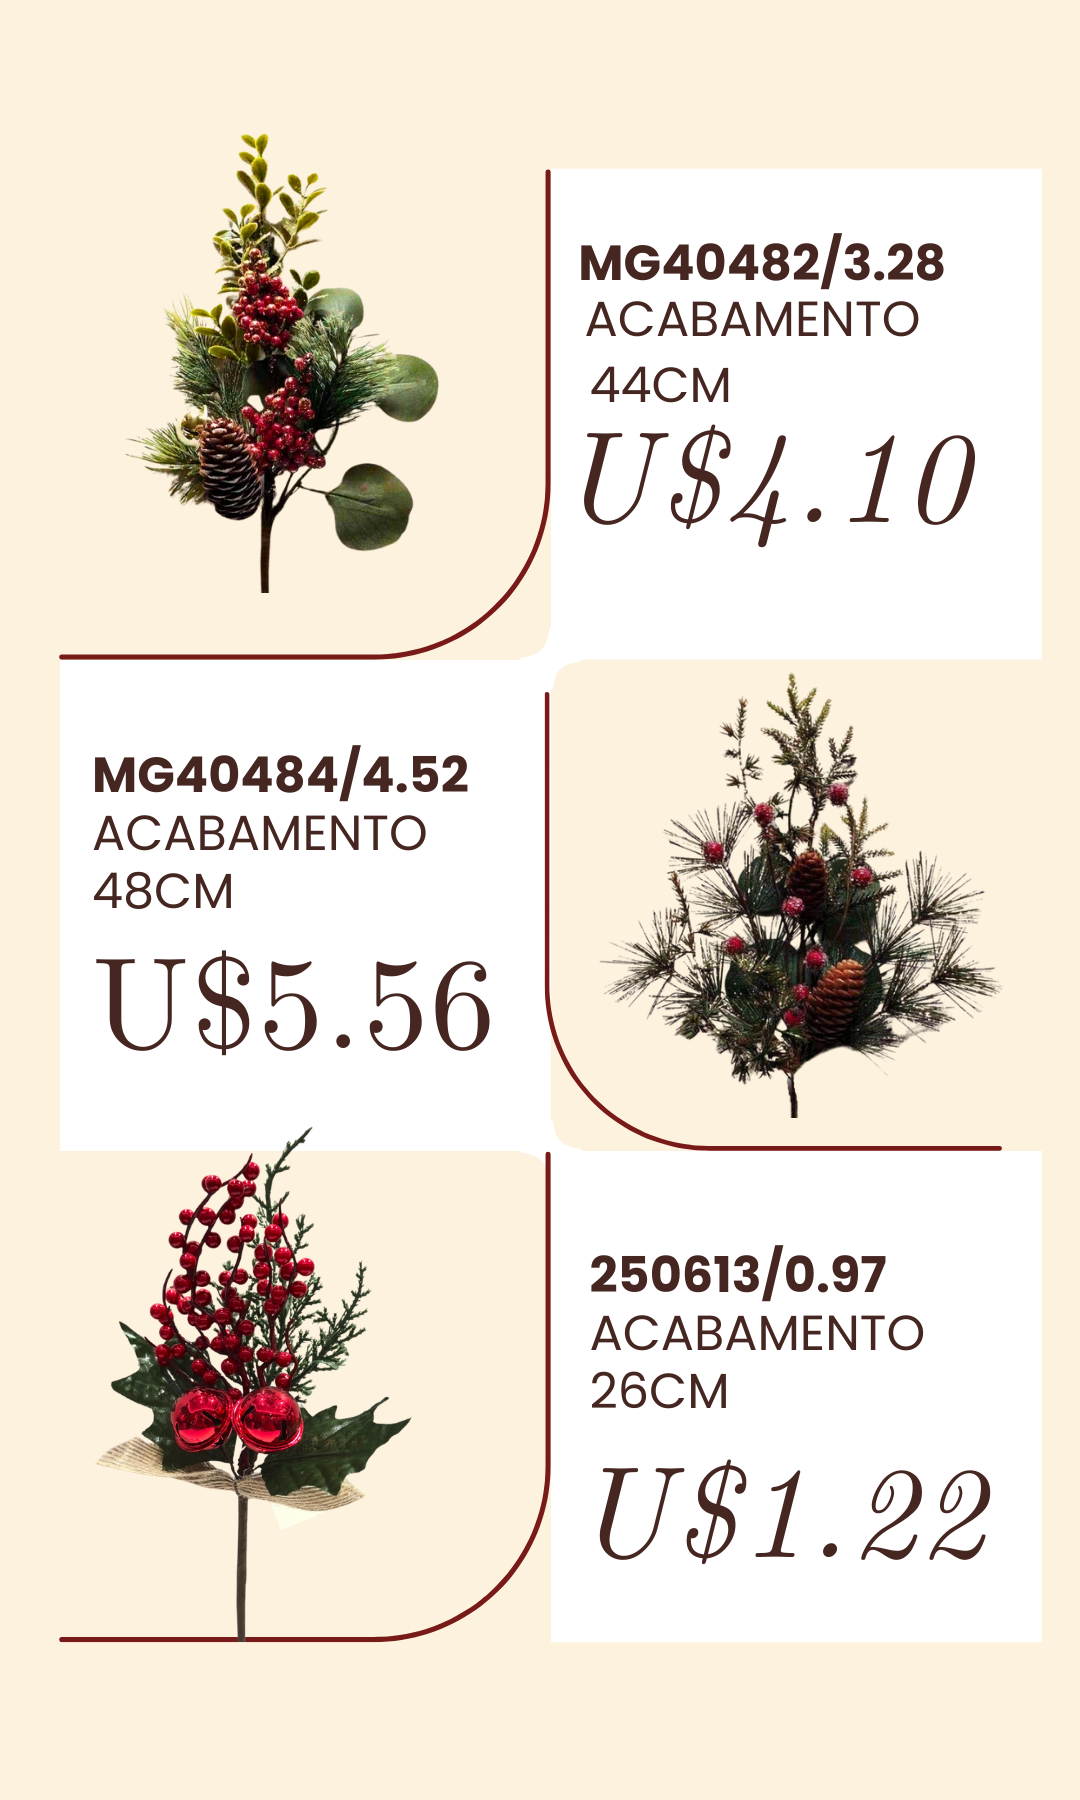 MG40482/3.28
ACABAMENTO
44CM
U$4.10
MG40484/4.52
ACABAMENTO
48CM
U$5.56
250613/0.97
ACABAMENTO
26CM
U$1.22